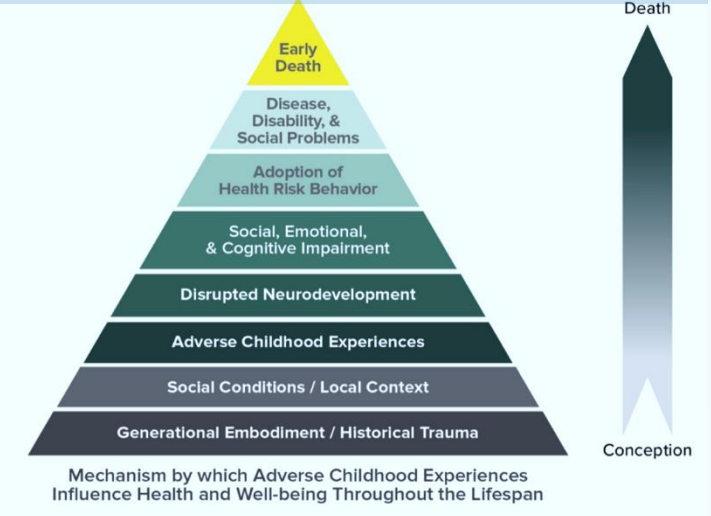 Death
Early
Death
Disease,
Disability, &
Social Problems
Adoption of
Health Risk Behavior
Social, Emotional,
& Cognitive Impairment
Disrupted Neurodevelopment
Adverse Childhood Experiences
Social Conditions / Local Context
Generational Embodiment / Historical Trauma
Conception
Mechanism by which Adverse Childhood Experiences
Influence Health and Well-being Throughout the Lifespan